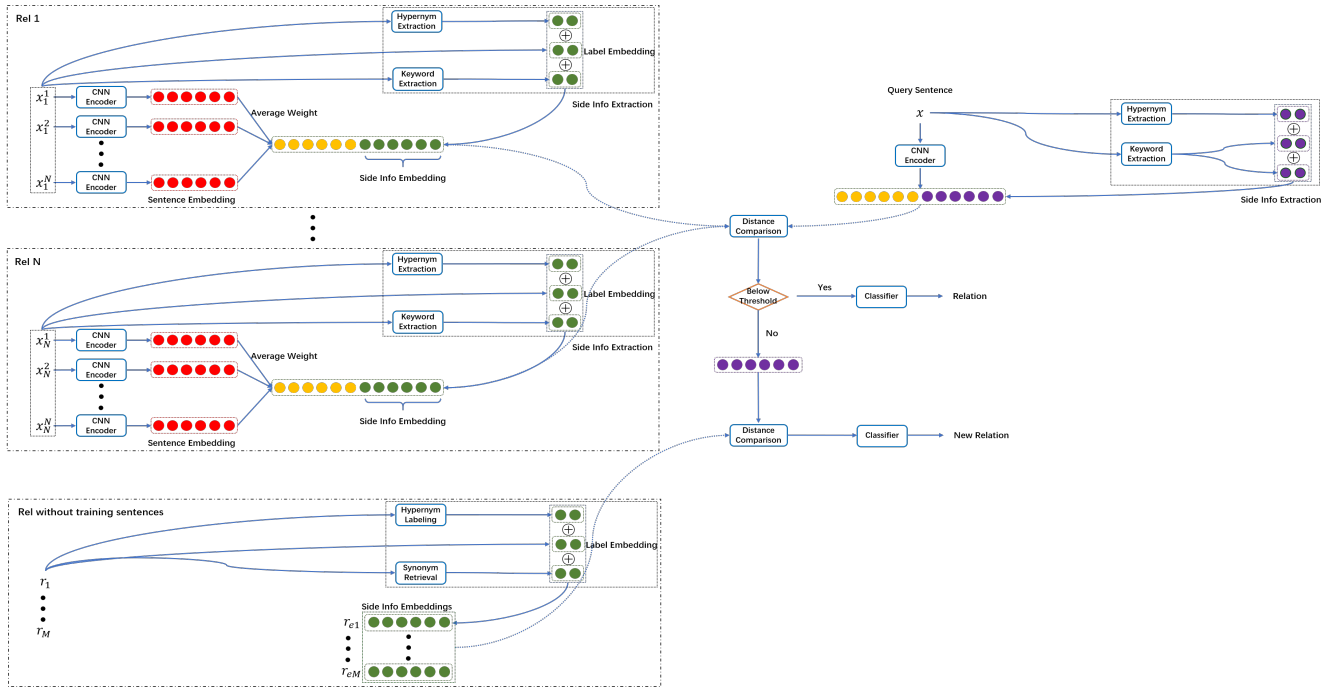 Rel 1
Hypernym
Extraction
Label Embedding
Keyword
Extraction
Side Info Extraction
x_1^1
CNN
Encoder
Average Weight
x_1^2
CNN
Encoder
x_1^N
CNN
Encoder
Sentence Embedding
Side Info Embedding
Rel N
Hypernym
Extraction
Label Embedding
Keyword
Extraction
Side Info Extraction
x_N^1
CNN
Encoder
Average Weight
x_N^2
CNN
Encoder
x_N^N
CNN
Encoder
Sentence Embedding
Side Info Embedding
Rel without training sentences
Hypernym
Labeling
Label Embedding
Synonym
Retrieval
r_1
r_M
Side Info Embeddings
r_{e1}
r_{eM}
Query Sentence
x
CNN
Encoder
Hypernym
Extraction
Keyword
Extraction
Side Info Extraction
Distance
Comparison
Below
Threshold
Yes
Classifier
Relation
No
Distance
Comparison
Classifier
New Relation